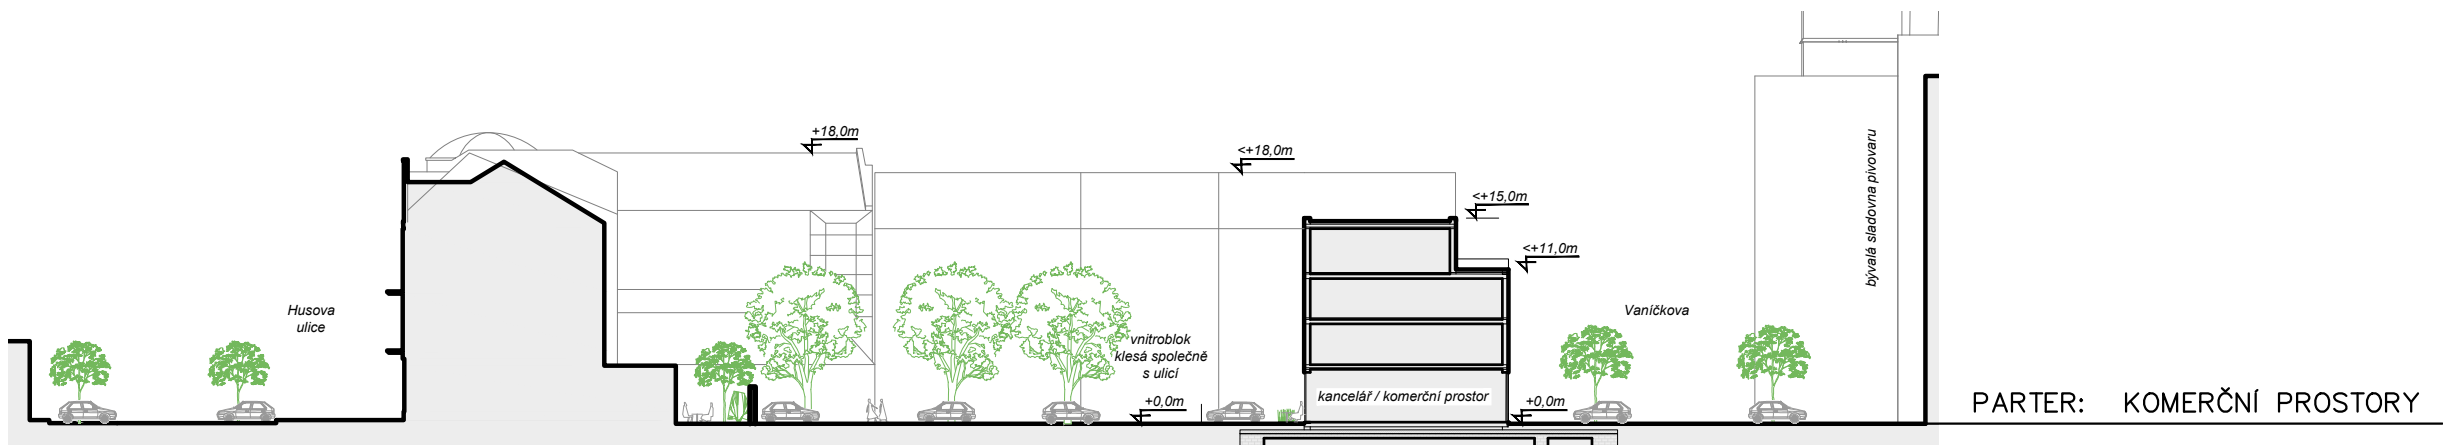 +18,0m
<+18,0m
<+15,0m
<+11,0m
Husova
ulice
vnitroblok
klesá společně
s ulicí
+0,0m
kancelář / komerční prostor
+0,0m
Vaníčkova
bývalá sladovna pivovaru
PARTER: KOMERČNÍ PROSTORY